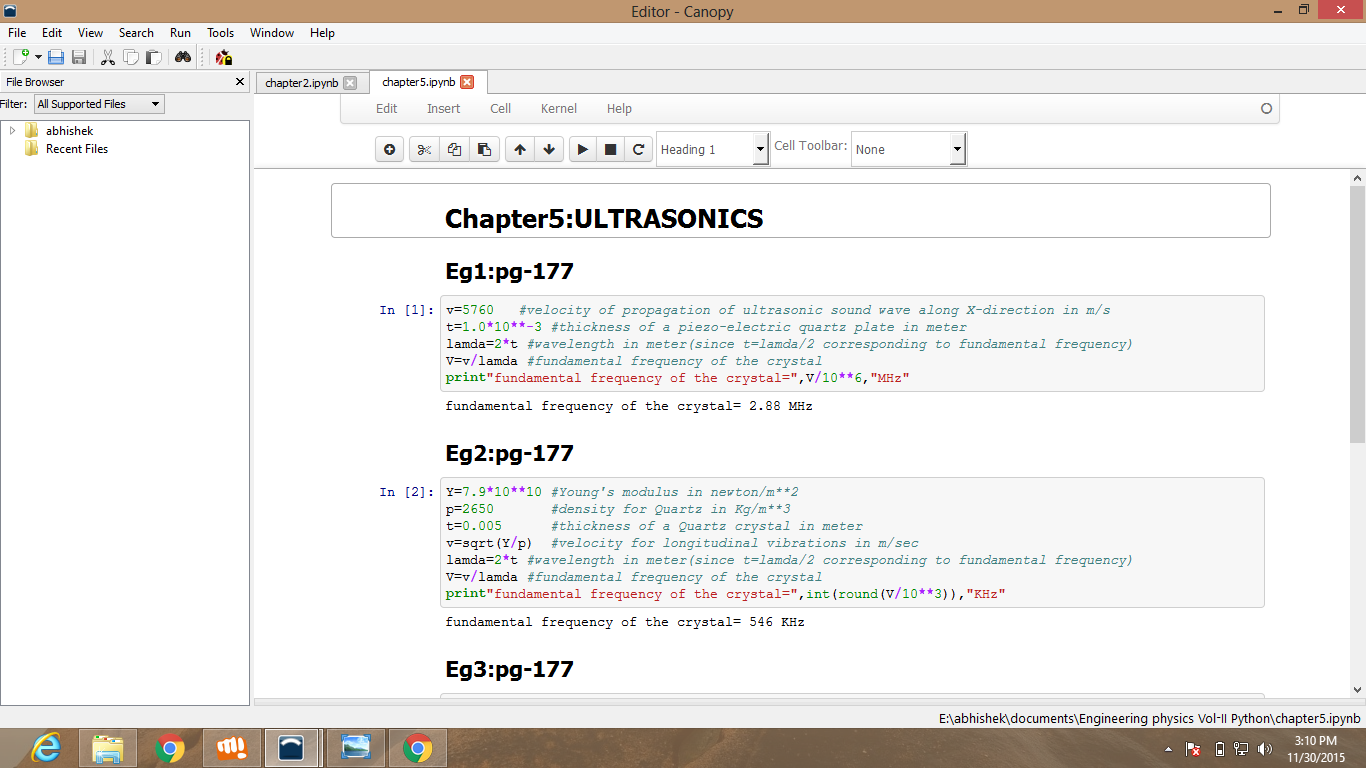 Editor - Canopy
File Edit View Search Run Tools Window Help
File Browser
Filter: All Supported Files
abhishek
Recent Files
chapter2.ipynb chapter5.ipynb
Edit Insert Cell Kernel Help
Heading 1 Cell Toolbar: None
Chapter5:ULTRASONICS
Eg1:pg-177
In [1]: v=5760   #velocity of propagation of ultrasonic sound wave along X-direction in m/s
t=1.0*10**-3 #thickness of a piezo-electric quartz plate in meter
lamda=2*t #wavelength in meter(since t=lamda/2 corresponding to fundamental frequency)
V=v/lamda #fundamental frequency of the crystal
print"fundamental frequency of the crystal=",V/10**6,"MHz"
fundamental frequency of the crystal= 2.88 MHz
Eg2:pg-177
In [2]: Y=7.9*10**10 #Young's modulus in newton/m**2
p=2650       #density for Quartz in Kg/m**3
t=0.005      #thickness of a Quartz crystal in meter
v=sqrt(Y/p)  #velocity for longitudinal vibrations in m/sec
lamda=2*t #wavelength in meter(since t=lamda/2 corresponding to fundamental frequency)
V=v/lamda #fundamental frequency of the crystal
print"fundamental frequency of the crystal=",int(round(V/10**3)),"KHz"
fundamental frequency of the crystal= 546 KHz
Eg3:pg-177
E:\abhishek\documents\Engineering physics Vol-II Python\chapter5.ipynb
3:10 PM
11/30/2015